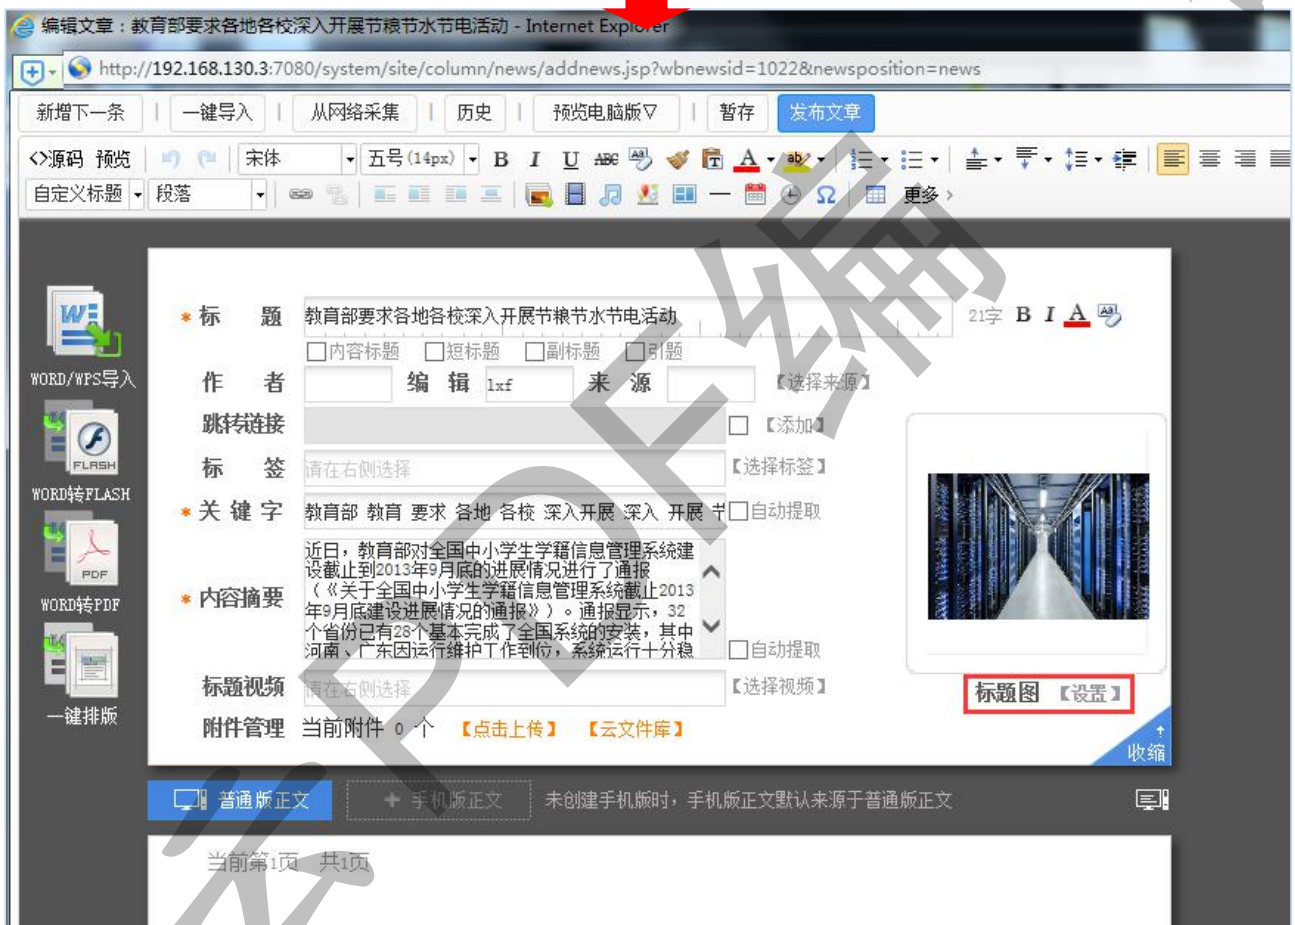 编辑文章：教育部要求各地各校深入开展节粮节水节电活动 - Internet Explorer
http://192.168.130.3:7080/system/site/column/news/addnews.jsp?wbnewsid=1022&newsposition=news
新增下一条 | 一键导入 | 从网络采集 | 历史 | 预览电脑版▽ | 暂存 发布文章
<>源码 预览 宋体 五号(14px) B I U ABC A ab
自定义标题 段落 Ω 更多
* 标 题 教育部要求各地各校深入开展节粮节水节电活动 21字 B I A
内容标题 短标题 副标题 引题
WORD/WPS导入
作 者 编 辑 lxf 来 源 【选择来源】
跳转链接 【添加】
FLASH
标 签 请在右侧选择 【选择标签】
WORD转FLASH
* 关 键 字 教育部 教育 要求 各地 各校 深入开展 深入 开展 自动提取
近日，教育部对全国中小学生学籍信息管理系统建
设截止到2013年9月底的进展情况进行了通报
PDF
（《关于全国中小学生学籍信息管理系统截止2013
WORD转PDF
* 内容摘要
年9月底建设进展情况的通报》）。通报显示，32
个省份已有28个基本完成了全国系统的安装，其中
河南、广东因运行维护工作到位，系统运行十分稳
自动提取
标题视频 请在右侧选择 【选择视频】
标题图 【设置】
一键排版
附件管理 当前附件 0 个 【点击上传】 【云文件库】
收缩
普通版正文 + 手机版正文 未创建手机版时，手机版正文默认来源于普通版正文
当前第1页 共1页
云PDF编